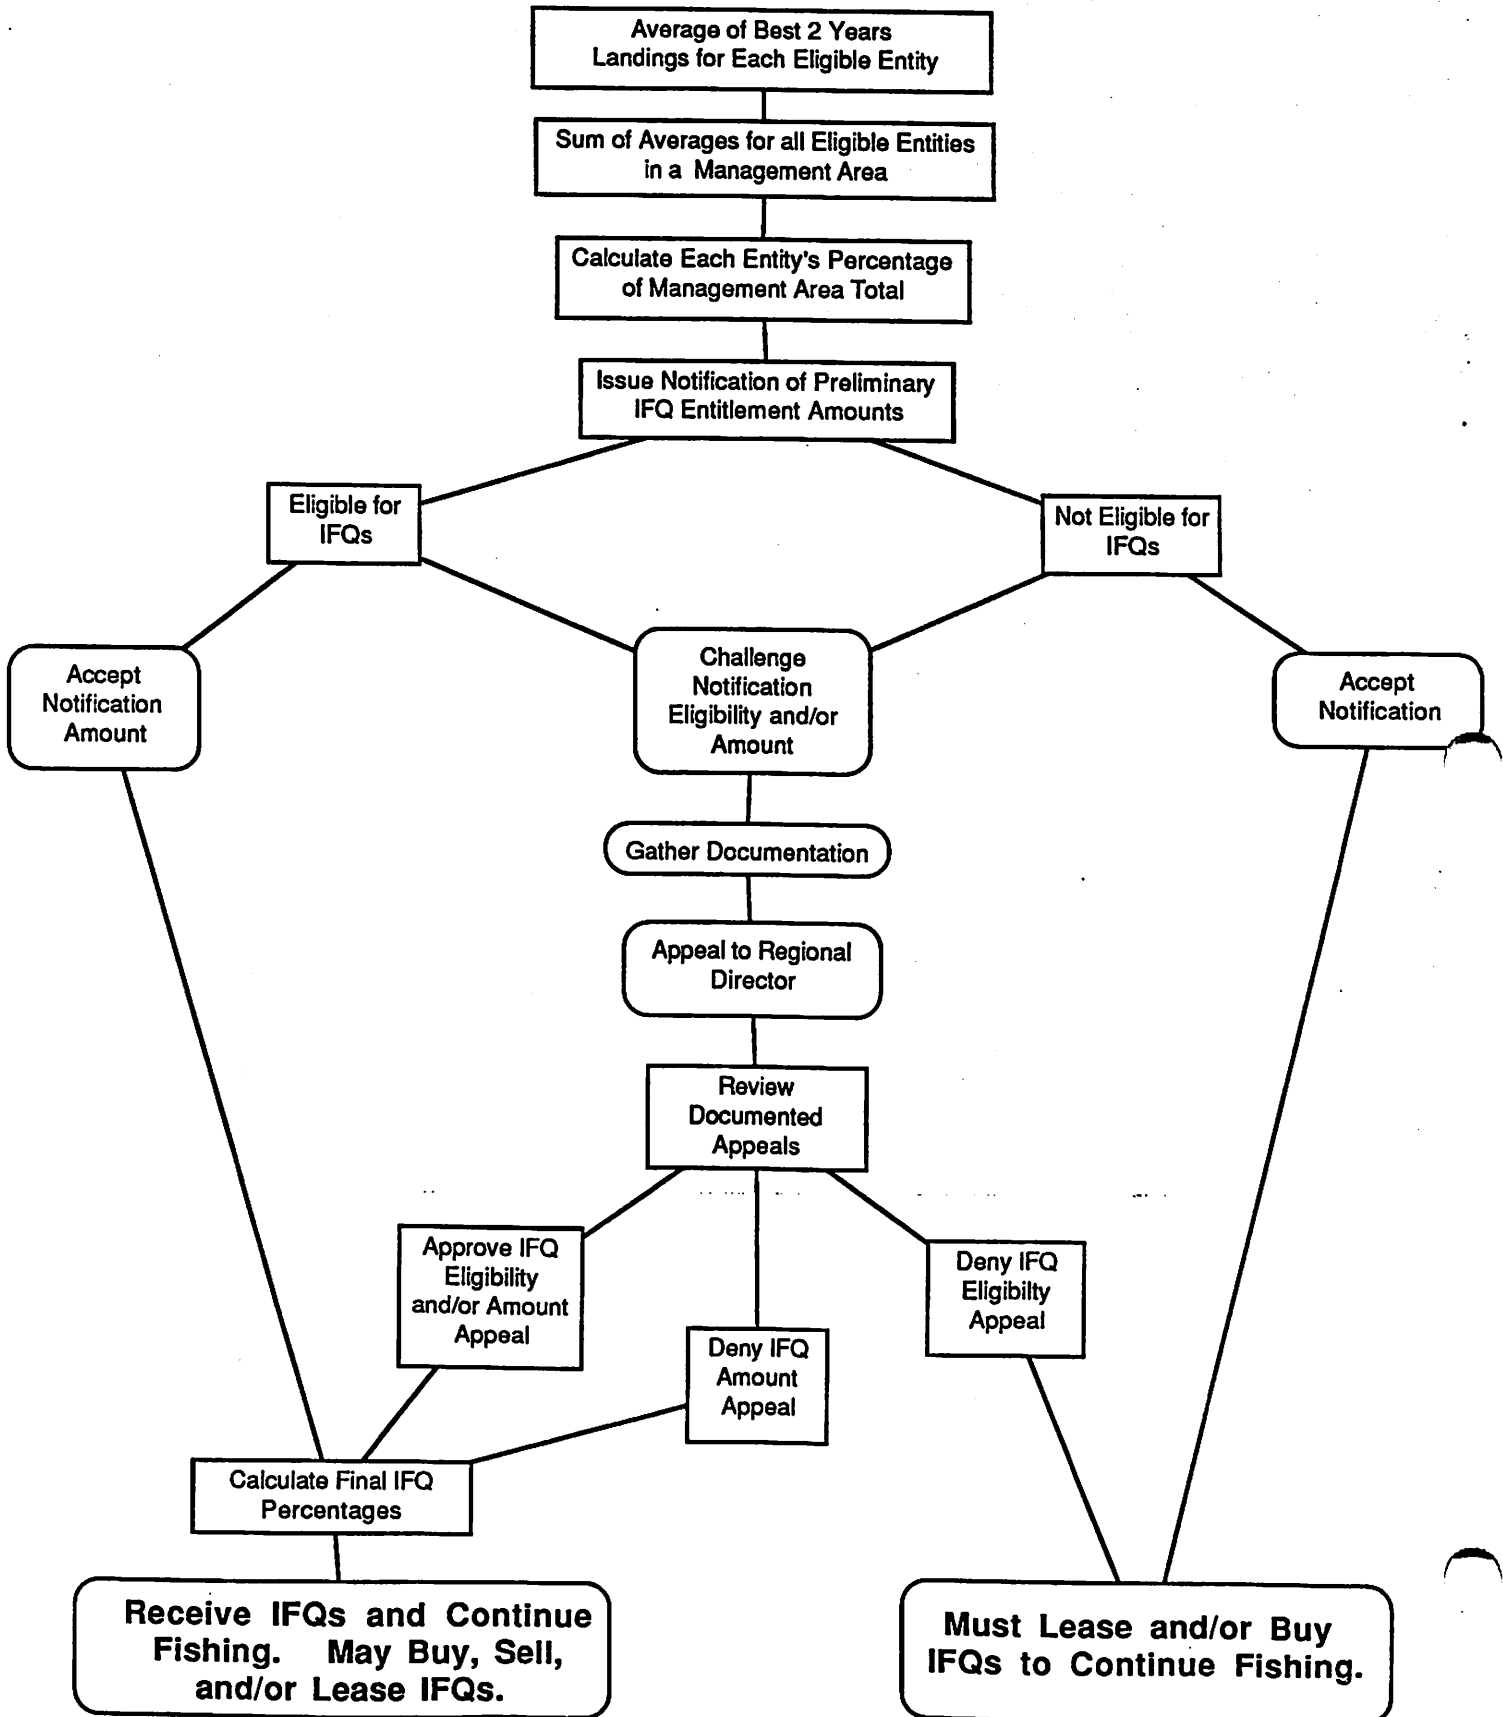 Average of Best 2 Years
Landings for Each Eligible Entity
Sum of Averages for all Eligible Entities
in a Management Area
Calculate Each Entity's Percentage
of Management Area Total
Issue Notification of Preliminary
IFQ Entitlement Amounts
Eligible for
IFQs
Not Eligible for
IFQs
Accept
Notification
Amount
Challenge
Notification
Eligibility and/or
Amount
Accept
Notification
Gather Documentation
Appeal to Regional
Director
Review
Documented
Appeals
Approve IFQ
Eligibility
and/or Amount
Appeal
Deny IFQ
Amount
Appeal
Deny IFQ
Eligibilty
Appeal
Calculate Final IFQ
Percentages
Receive IFQs and Continue
Fishing. May Buy, Sell,
and/or Lease IFQs.
Must Lease and/or Buy
IFQs to Continue Fishing.